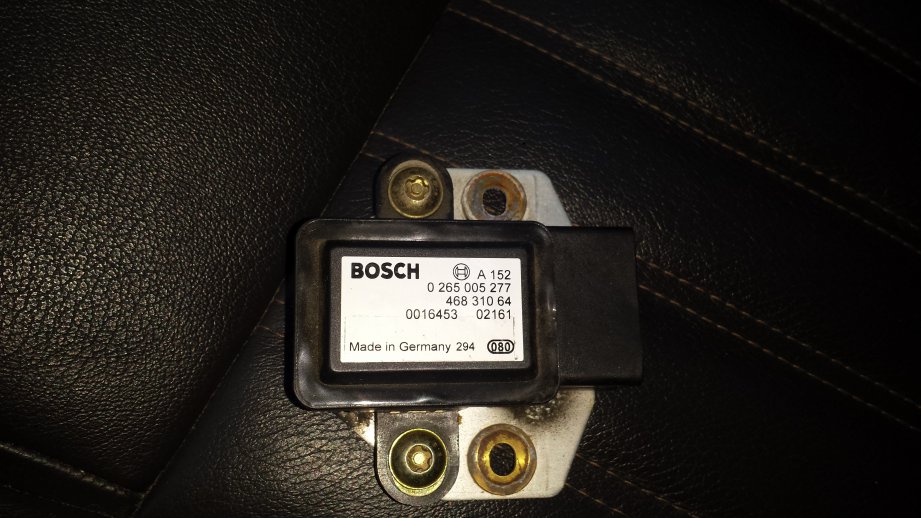 BOSCH A 152
0 265 005 277
468 310 64
0016453 02161
Made in Germany 294 080